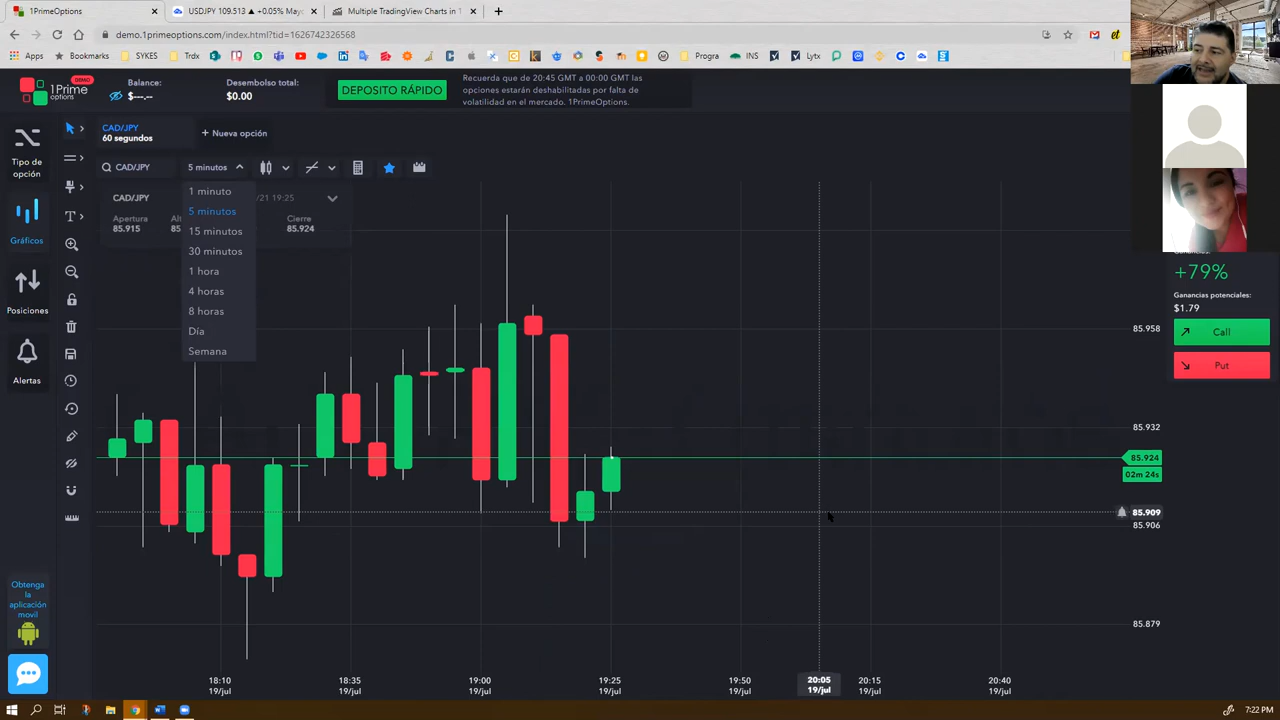 1PrimeOptions
USDJPY 109.513 ▲ +0.05% Mayo
Multiple TradingView Charts in 1
demo.1primeoptions.com/index.html?tid=1626742326568
Apps
Bookmarks
SYKES
Trdx
Progra
INS
Lytx
1Prime
options
DEMO
Balance:
$---.--
Desembolso total:
$0.00
DEPOSITO RÁPIDO
Recuerda que de 20:45 GMT a 00:00 GMT las
opciones estarán deshabilitadas por falta de
volatilidad en el mercado. 1PrimeOptions.
Tipo de
opción
Gráficos
Posiciones
Alertas
Obtenga
la
aplicación
movil
CAD/JPY
60 segundos
+ Nueva opción
CAD/JPY
5 minutos
CAD/JPY
/21 19:25
Apertura
85.915
Cierre
85.924
1 minuto
5 minutos
15 minutos
30 minutos
1 hora
4 horas
8 horas
Día
Semana
+79%
Ganancias potenciales:
$1.79
Call
Put
85.958
85.932
85.924
02m 24s
85.909
85.906
85.879
18:10
19/jul
18:35
19/jul
19:00
19/jul
19:25
19/jul
19:50
19/jul
20:05
19/jul
20:15
19/jul
20:40
19/jul
7:22 PM